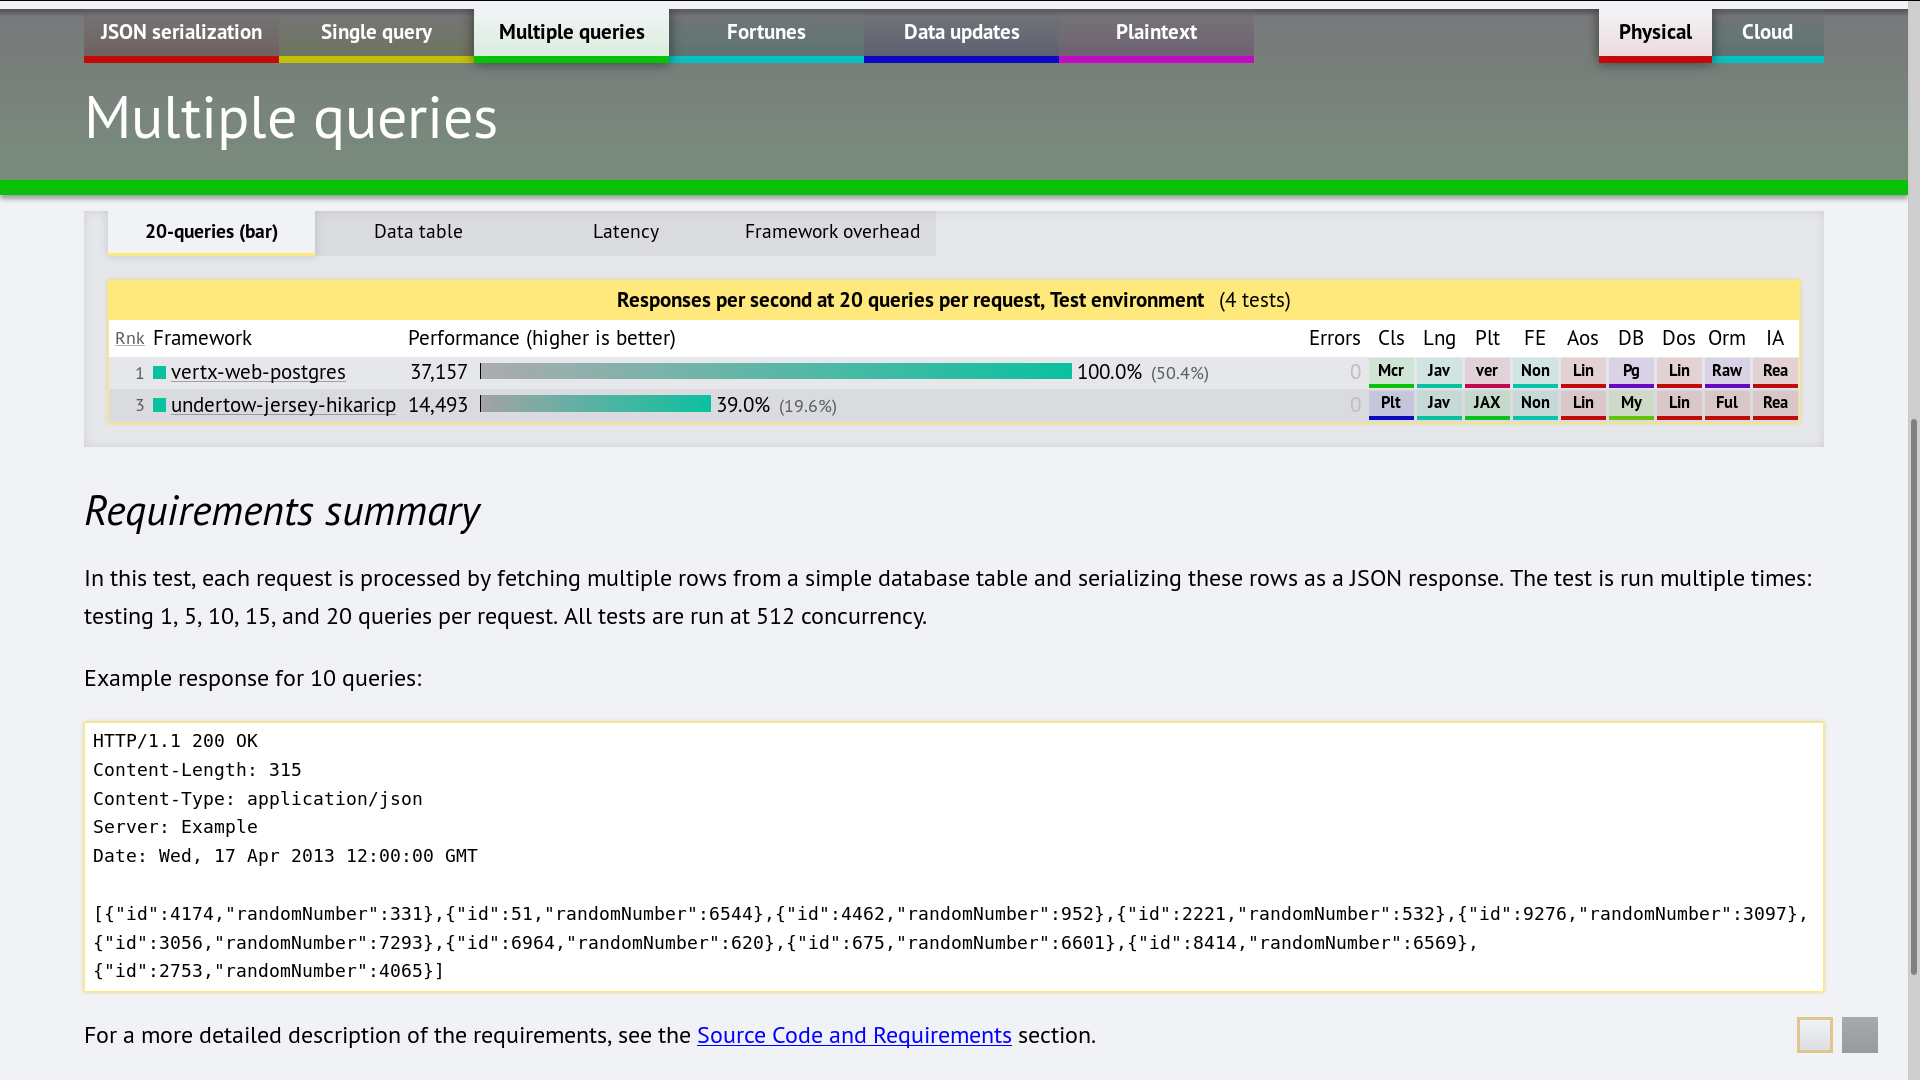 JSON serialization Single query Multiple queries Fortunes Data updates Plaintext Physical Cloud
Multiple queries
20-queries (bar) Data table Latency Framework overhead
Responses per second at 20 queries per request, Test environment (4 tests)
Rnk Framework Performance (higher is better) Errors Cls Lng Plt FE Aos DB Dos Orm IA
1 vertx-web-postgres 37,157 100.0% (50.4%) 0 Mcr Jav ver Non Lin Pg Lin Raw Rea
3 undertow-jersey-hikaricp 14,493 39.0% (19.6%) 0 Plt Jav JAX Non Lin My Lin Ful Rea
Requirements summary
In this test, each request is processed by fetching multiple rows from a simple database table and serializing these rows as a JSON response. The test is run multiple times:
testing 1, 5, 10, 15, and 20 queries per request. All tests are run at 512 concurrency.
Example response for 10 queries:
HTTP/1.1 200 OK
Content-Length: 315
Content-Type: application/json
Server: Example
Date: Wed, 17 Apr 2013 12:00:00 GMT
[{"id":4174,"randomNumber":331},{"id":51,"randomNumber":6544},{"id":4462,"randomNumber":952},{"id":2221,"randomNumber":532},{"id":9276,"randomNumber":3097},
{"id":3056,"randomNumber":7293},{"id":6964,"randomNumber":620},{"id":675,"randomNumber":6601},{"id":8414,"randomNumber":6569},
{"id":2753,"randomNumber":4065}]
For a more detailed description of the requirements, see the Source Code and Requirements section.